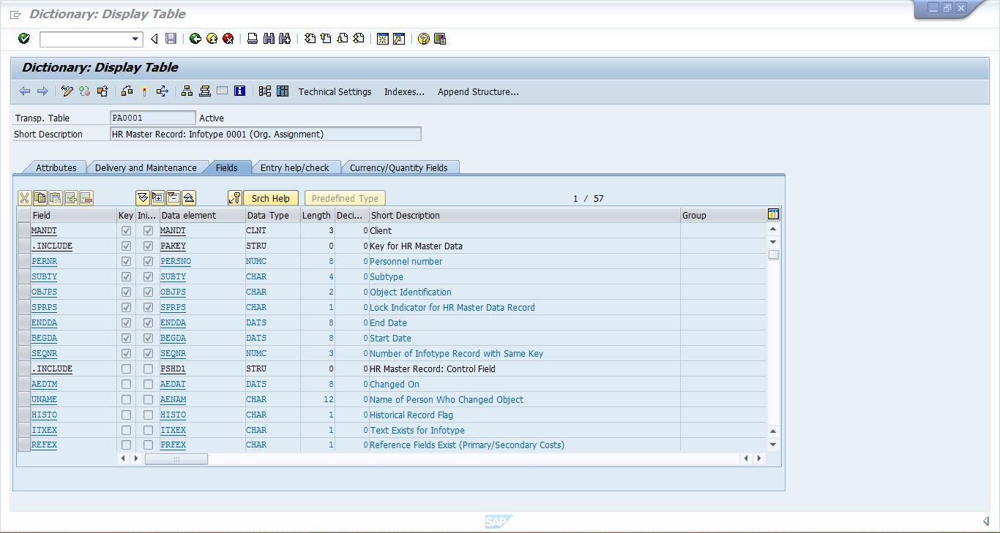 Dictionary: Display Table
Dictionary: Display Table
Technical Settings Indexes... Append Structure...
Transp. Table PA0001 Active
Short Description HR Master Record: Infotype 0001 (Org. Assignment)
Attributes Delivery and Maintenance Fields Entry help/check Currency/Quantity Fields
Srch Help Predefined Type 1 / 57
Field Key Ini... Data element Data Type Length Deci... Short Description Group
MANDT MANDT CLNT 3 0 Client
.INCLUDE PAKEY STRU 0 0 Key for HR Master Data
PERNR PERSNO NUMC 8 0 Personnel number
SUBTY SUBTY CHAR 4 0 Subtype
OBJPS OBJPS CHAR 2 0 Object Identification
SPRPS SPRPS CHAR 1 0 Lock Indicator for HR Master Data Record
ENDDA ENDDA DATS 8 0 End Date
BEGDA BEGDA DATS 8 0 Start Date
SEQNR SEQNR NUMC 3 0 Number of Infotype Record with Same Key
.INCLUDE PSHD1 STRU 0 0 HR Master Record: Control Field
AEDTM AEDAT DATS 8 0 Changed On
UNAME AENAM CHAR 12 0 Name of Person Who Changed Object
HISTO HISTO CHAR 1 0 Historical Record Flag
ITXEX ITXEX CHAR 1 0 Text Exists for Infotype
REFEX PRFEX CHAR 1 0 Reference Fields Exist (Primary/Secondary Costs)
SAP